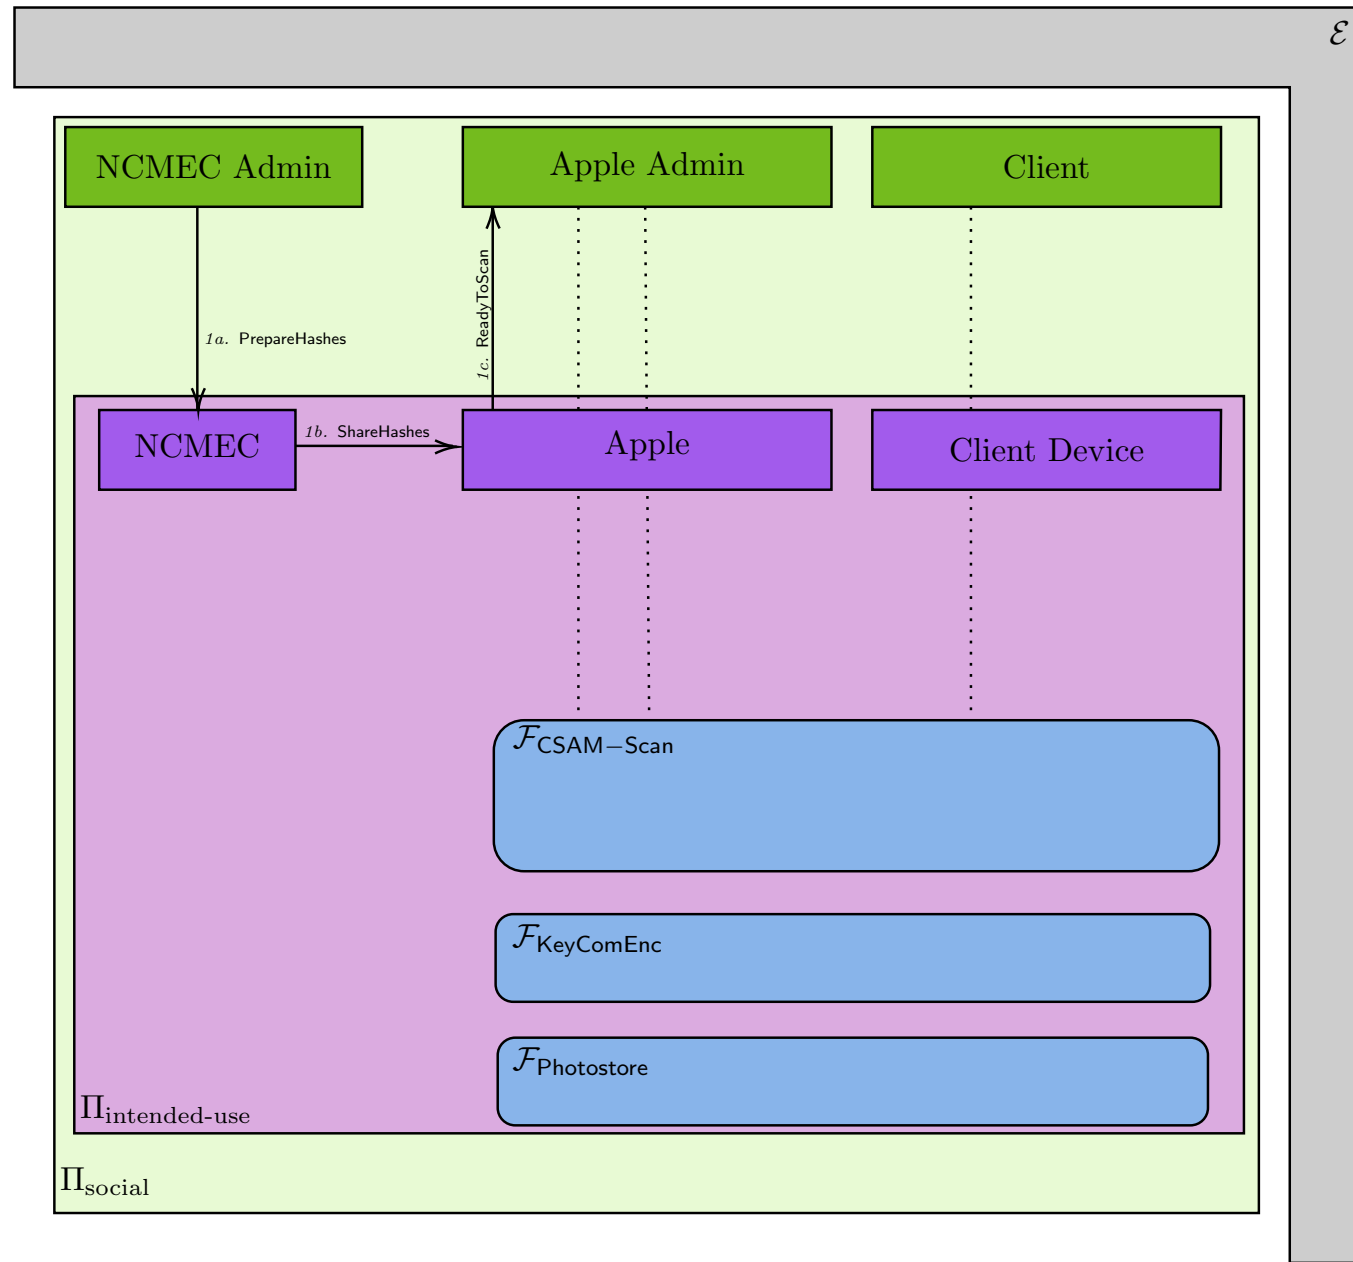 ℰ
NCMEC Admin
Apple Admin
Client
1a. PrepareHashes
1c. ReadyToScan
NCMEC
1b. ShareHashes
Apple
Client Device
ℱCSAM−Scan
ℱKeyComEnc
ℱPhotostore
Πintended-use
Πsocial